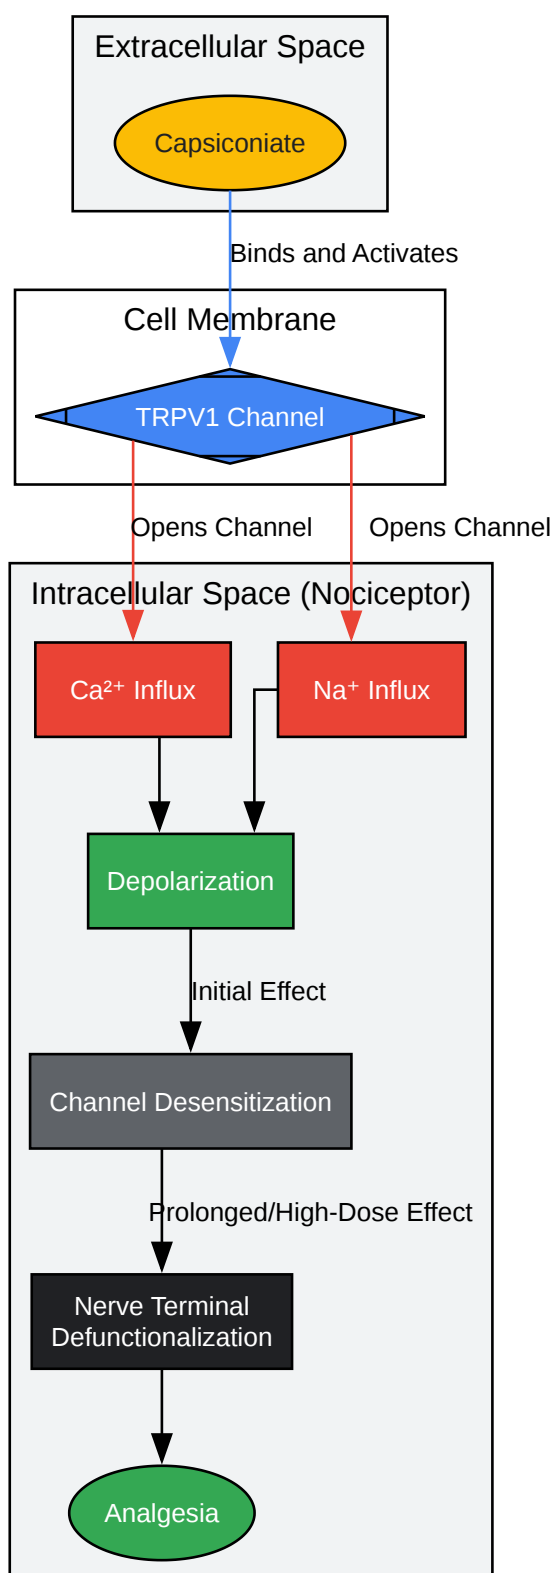 Extracellular Space
Capsiconiate
Binds and Activates
Cell Membrane
TRPV1 Channel
Opens Channel
Opens Channel
Intracellular Space (Nociceptor)
Ca²⁺ Influx
Na⁺ Influx
Depolarization
Initial Effect
Channel Desensitization
Prolonged/High-Dose Effect
Nerve Terminal
Defunctionalization
Analgesia